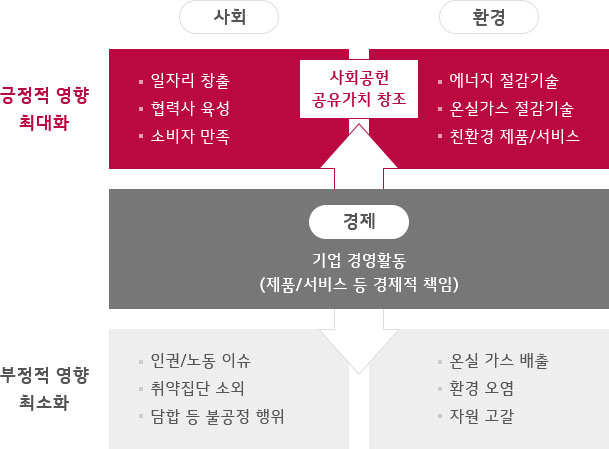 사회
환경
긍정적 영향
최대화
일자리 창출
협력사 육성
소비자 만족
사회공헌
공유가치 창조
에너지 절감기술
온실가스 절감기술
친환경 제품/서비스
경제
기업 경영활동
(제품/서비스 등 경제적 책임)
부정적 영향
최소화
인권/노동 이슈
취약집단 소외
담합 등 불공정 행위
온실 가스 배출
환경 오염
자원 고갈